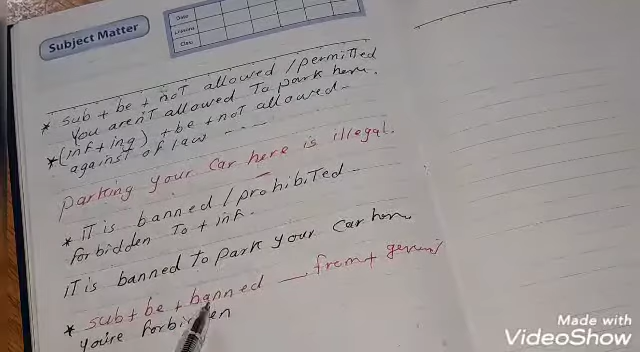 Subject Matter
Date
Lessons
Class
* sub + be + not allowed / permitted
You aren't allowed To park here.
* (inf + ing) + be + not allowed -
against of law - - - -
parking your car here is illegal.
* IT is banned / prohibited -
forbidden To + inf.
IT is banned To park your car here
* sub + be + banned — from +
you're forbidden
Made with
VideoShow